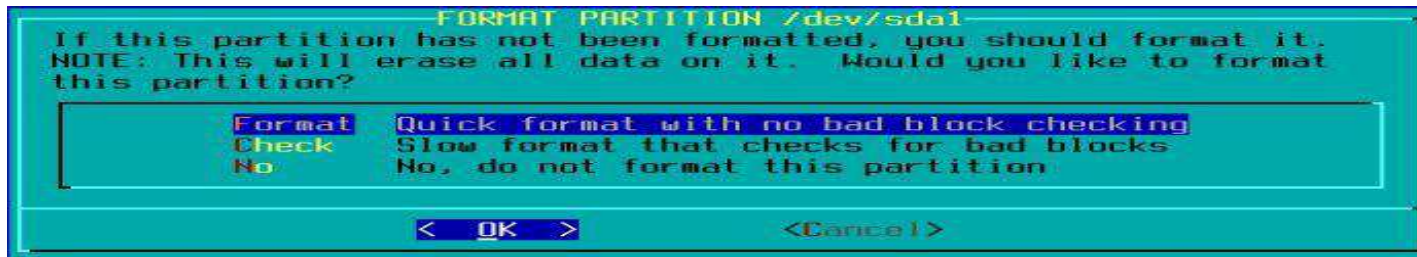 FORMAT PARTITION /dev/sda1
If this partition has not been formatted, you should format it.
NOTE: This will erase all data on it. Would you like to format
this partition?
Format Quick format with no bad block checking
Check Slow format that checks for bad blocks
No No, do not format this partition
< OK > <Cancel>